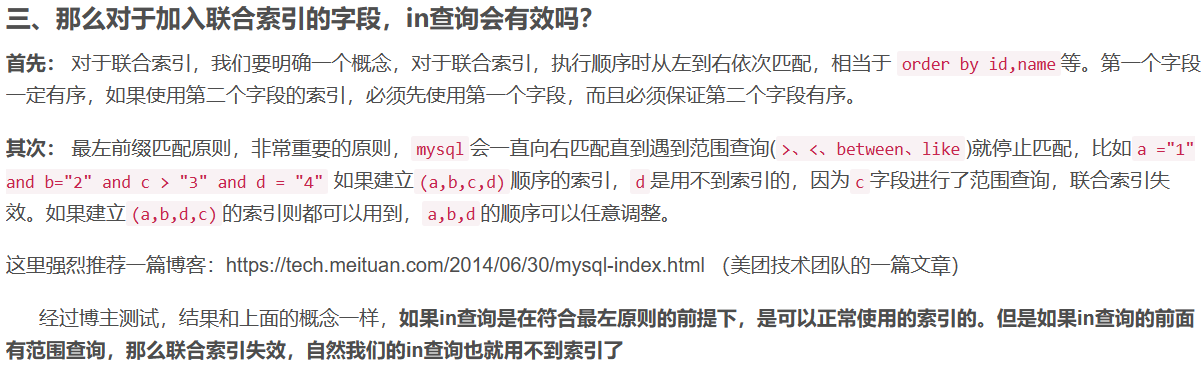 三、那么对于加入联合索引的字段，in查询会有效吗？
首先： 对于联合索引，我们要明确一个概念，对于联合索引，执行顺序时从左到右依次匹配，相当于 order by id,name等。第一个字段
一定有序，如果使用第二个字段的索引，必须先使用第一个字段，而且必须保证第二个字段有序。
其次： 最左前缀匹配原则，非常重要的原则，mysql会一直向右匹配直到遇到范围查询(>、<、between、like)就停止匹配，比如a ="1"
and b="2" and c > "3" and d = "4" 如果建立(a,b,c,d)顺序的索引，d是用不到索引的，因为c字段进行了范围查询，联合索引失
效。如果建立(a,b,d,c)的索引则都可以用到，a,b,d的顺序可以任意调整。
这里强烈推荐一篇博客：https://tech.meituan.com/2014/06/30/mysql-index.html （美团技术团队的一篇文章）
经过博主测试，结果和上面的概念一样，如果in查询是在符合最左原则的前提下，是可以正常使用的索引的。但是如果in查询的前面
有范围查询，那么联合索引失效，自然我们的in查询也就用不到索引了